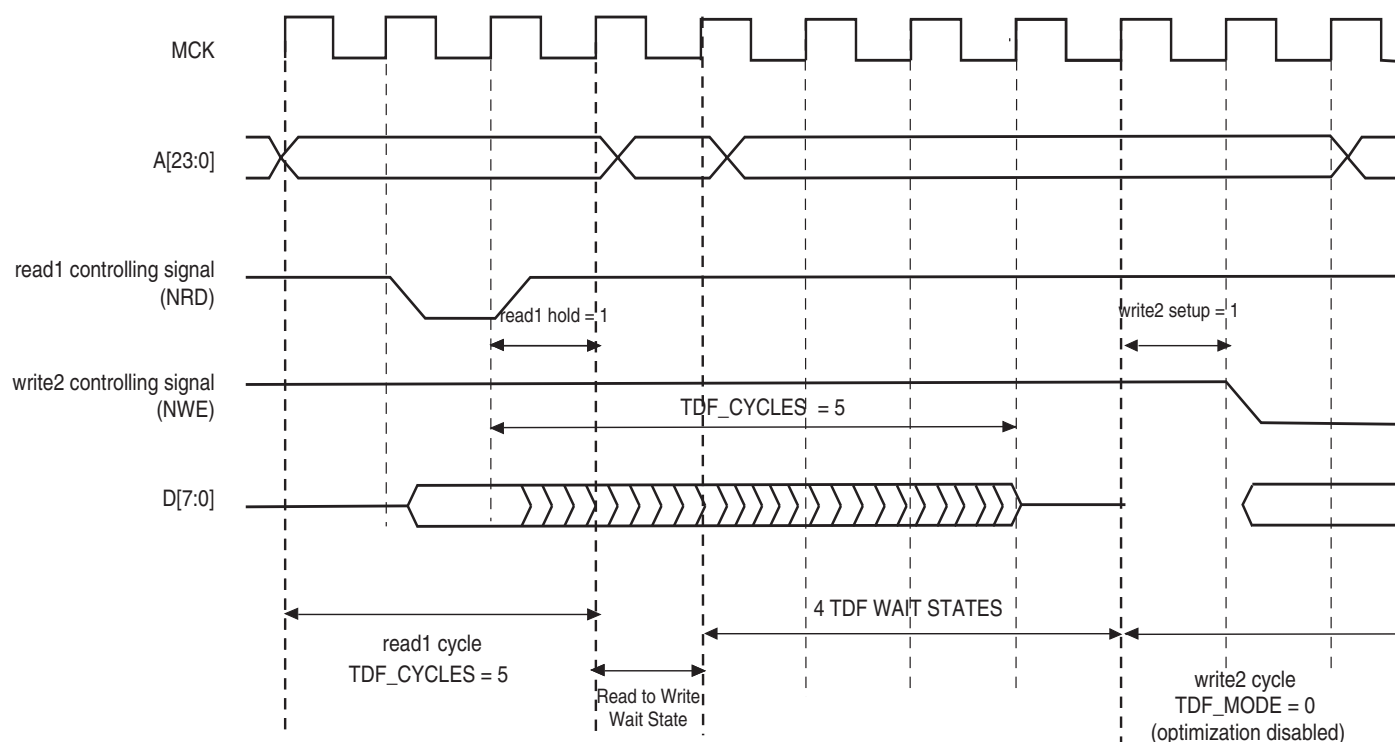 MCK
A[23:0]
read1 controlling signal
(NRD)
read1 hold = 1
write2 setup = 1
write2 controlling signal
(NWE)
TDF_CYCLES = 5
D[7:0]
4 TDF WAIT STATES
read1 cycle
TDF_CYCLES = 5
Read to Write
Wait State
write2 cycle
TDF_MODE = 0
(optimization disabled)